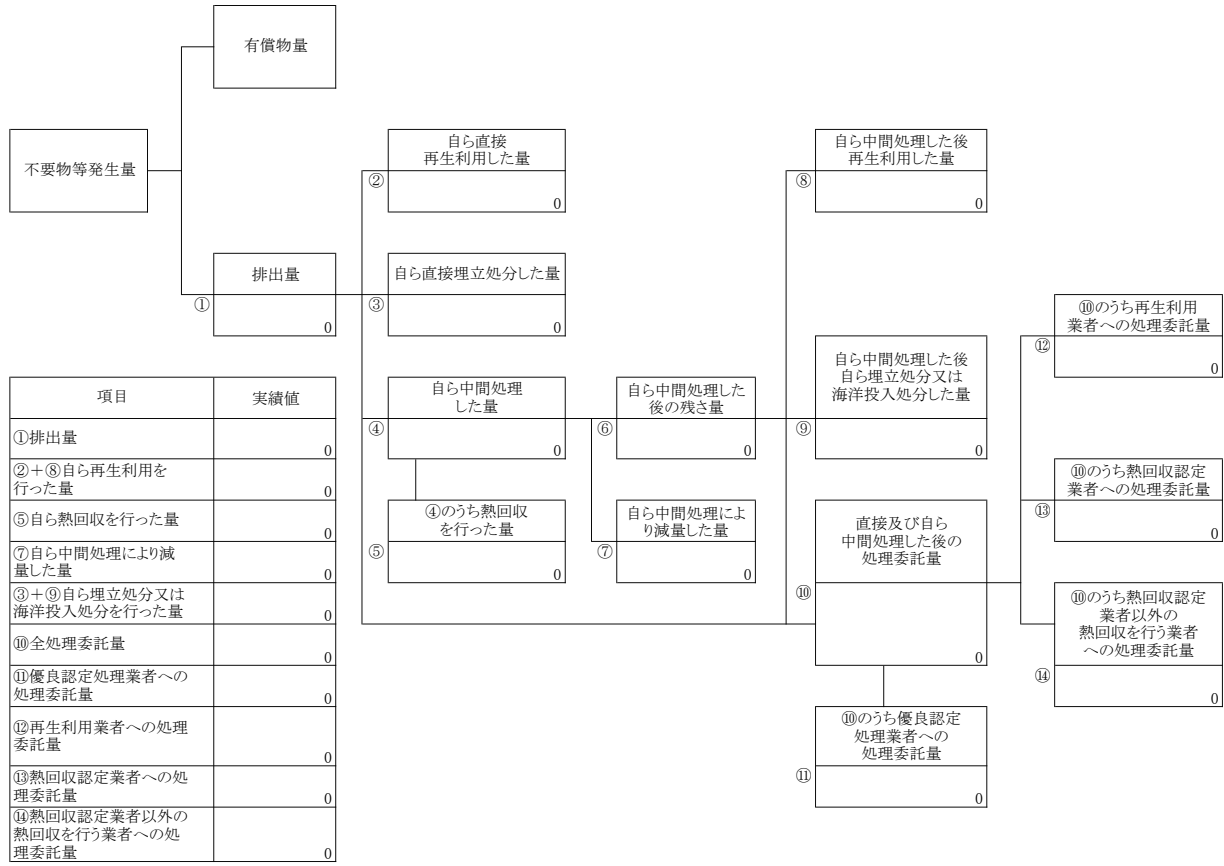 有償物量
不要物等発生量
自ら直接
再生利用した量
②
0
自ら中間処理した後
再生利用した量
⑧
0
排出量
①
0
自ら直接埋立処分した量
③
0
⑩のうち再生利用
業者への処理委託量
⑫
0
自ら中間処理
した量
④
0
自ら中間処理した
後の残さ量
⑥
0
自ら中間処理した後
自ら埋立処分又は
海洋投入処分した量
⑨
0
⑩のうち熱回収認定
業者への処理委託量
⑬
0
④のうち熱回収
を行った量
⑤
0
自ら中間処理によ
り減量した量
⑦
0
直接及び自ら
中間処理した後の
処理委託量
⑩
0
⑩のうち熱回収認定
業者以外の
熱回収を行う業者
への処理委託量
⑭
0
⑩のうち優良認定
処理業者への
処理委託量
⑪
0
項目 実績値
①排出量
0
②+⑧自ら再生利用を
行った量
0
⑤自ら熱回収を行った量
0
⑦自ら中間処理により減
量した量
0
③+⑨自ら埋立処分又は
海洋投入処分を行った量
0
⑩全処理委託量
0
⑪優良認定処理業者への
処理委託量
0
⑫再生利用業者への処理
委託量
0
⑬熱回収認定業者への処
理委託量
0
⑭熱回収認定業者以外の
熱回収を行う業者への処
理委託量
0